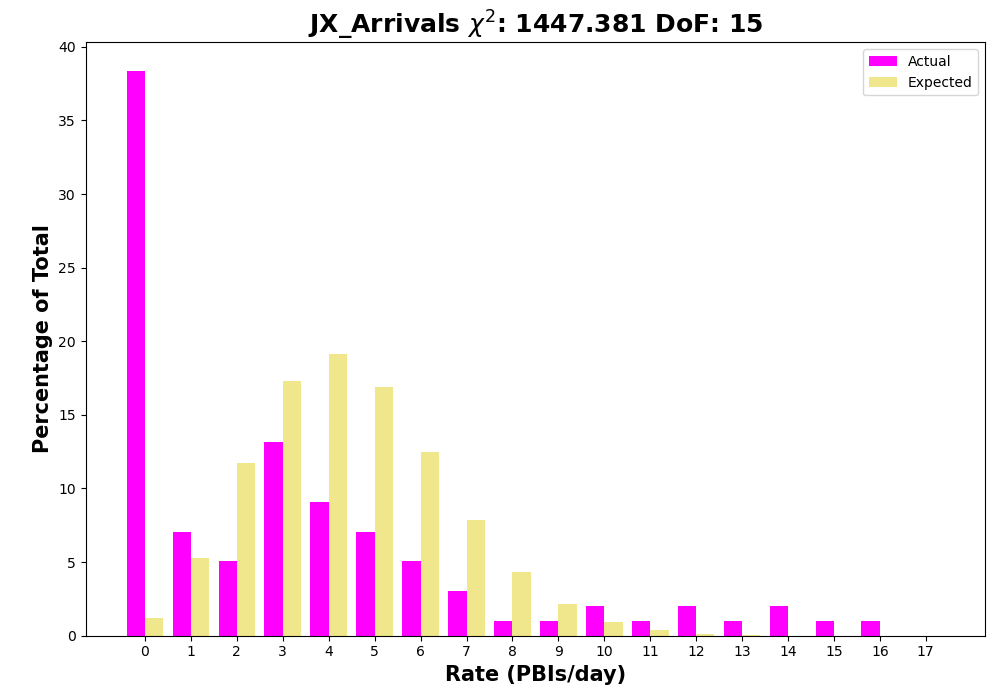 JX_Arrivals χ²: 1447.381 DoF: 15
Actual
Expected
Percentage of Total
40
35
30
25
20
15
10
5
0
0 1 2 3 4 5 6 7 8 9 10 11 12 13 14 15 16 17
Rate (PBIs/day)